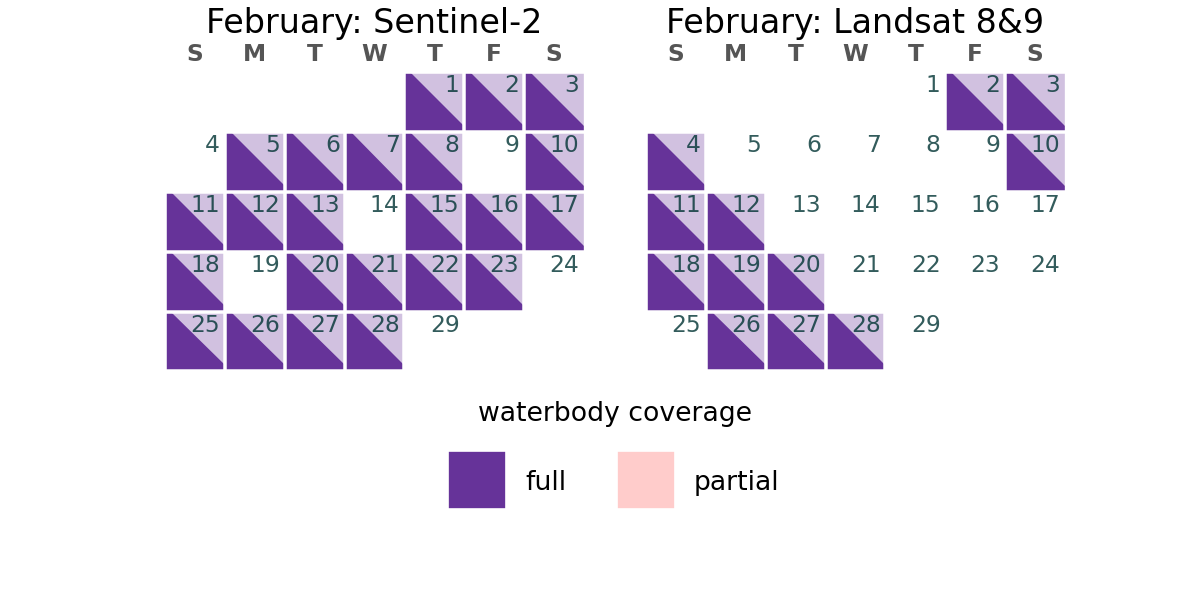 February: Sentinel-2
S M T W T F S
1 2 3
4 5 6 7 8 9 10
11 12 13 14 15 16 17
18 19 20 21 22 23 24
25 26 27 28 29
February: Landsat 8&9
S M T W T F S
1 2 3
4 5 6 7 8 9 10
11 12 13 14 15 16 17
18 19 20 21 22 23 24
25 26 27 28 29
waterbody coverage
full partial